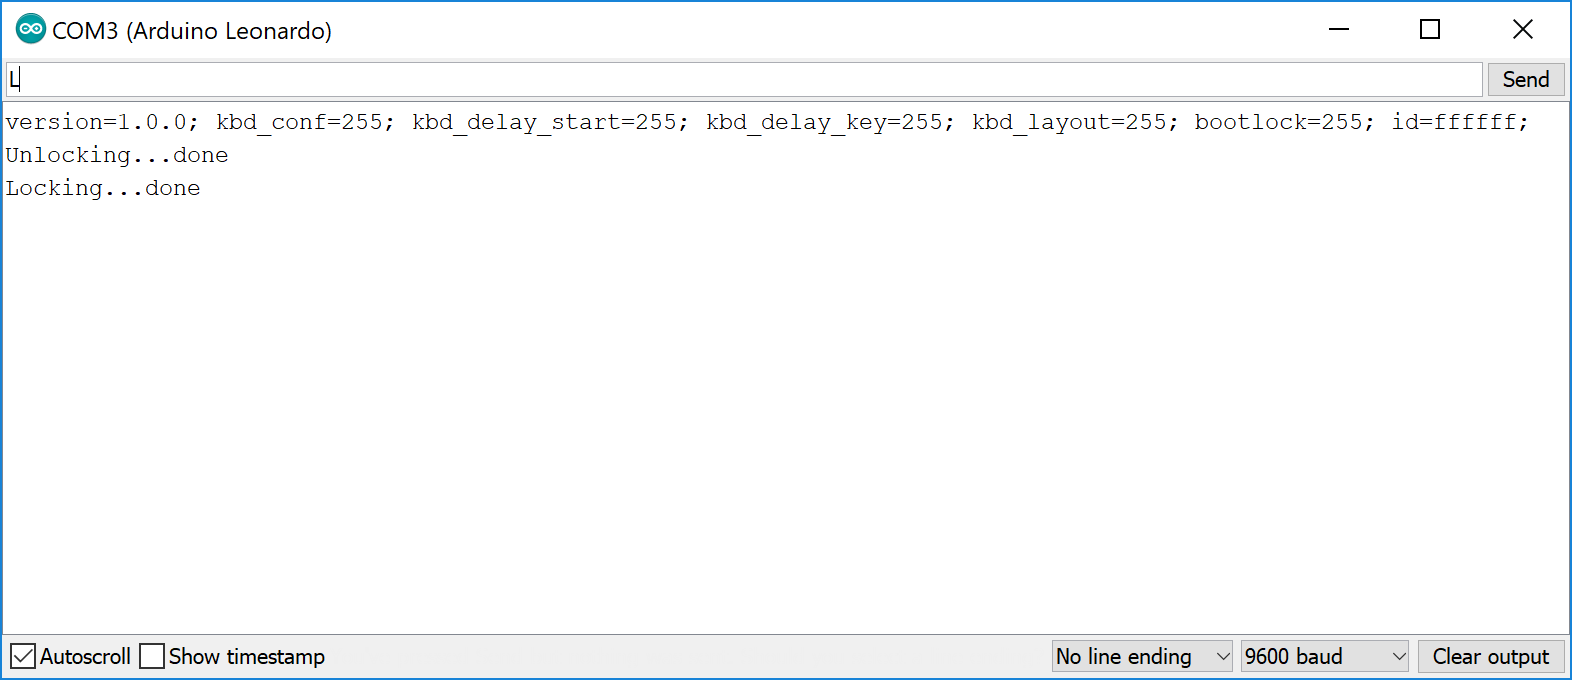 COM3 (Arduino Leonardo)
L
Send
version=1.0.0; kbd_conf=255; kbd_delay_start=255; kbd_delay_key=255; kbd_layout=255; bootlock=255; id=ffffff;
Unlocking...done
Locking...done
Autoscroll Show timestamp No line ending 9600 baud Clear output